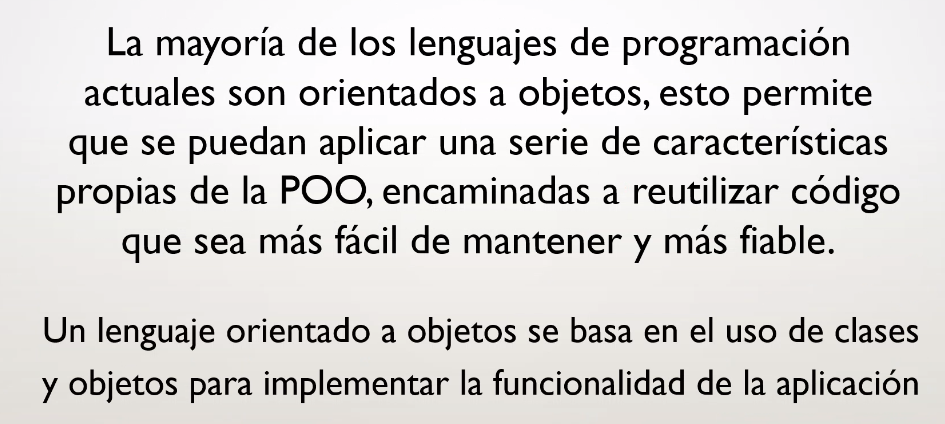 La mayoría de los lenguajes de programación
actuales son orientados a objetos, esto permite
que se puedan aplicar una serie de características
propias de la POO, encaminadas a reutilizar código
que sea más fácil de mantener y más fiable.
Un lenguaje orientado a objetos se basa en el uso de clases
y objetos para implementar la funcionalidad de la aplicación